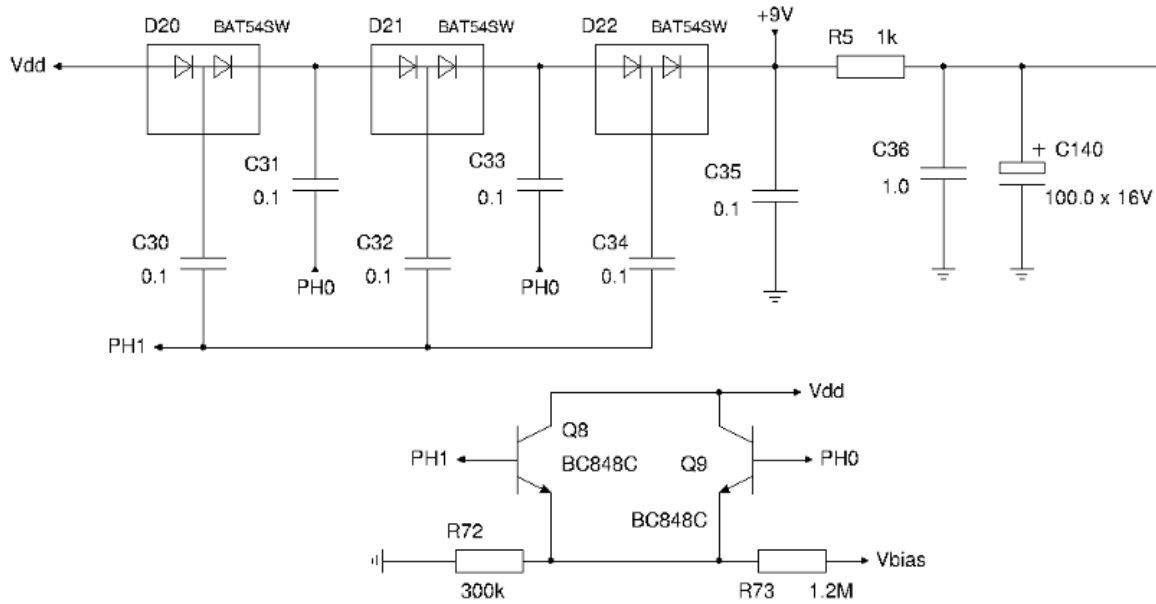 D20 BAT54SW D21 BAT54SW D22 BAT54SW +9V
R5 1k
Vdd
C31
0.1
C33
0.1
C35
0.1
C36
1.0
+ C140
100.0 x 16V
C30
0.1
PH0
C32
0.1
PH0
C34
0.1
PH1
Vdd
Q8
BC848C
PH1
Q9
BC848C
PH0
R72
300k
R73 1.2M
Vbias